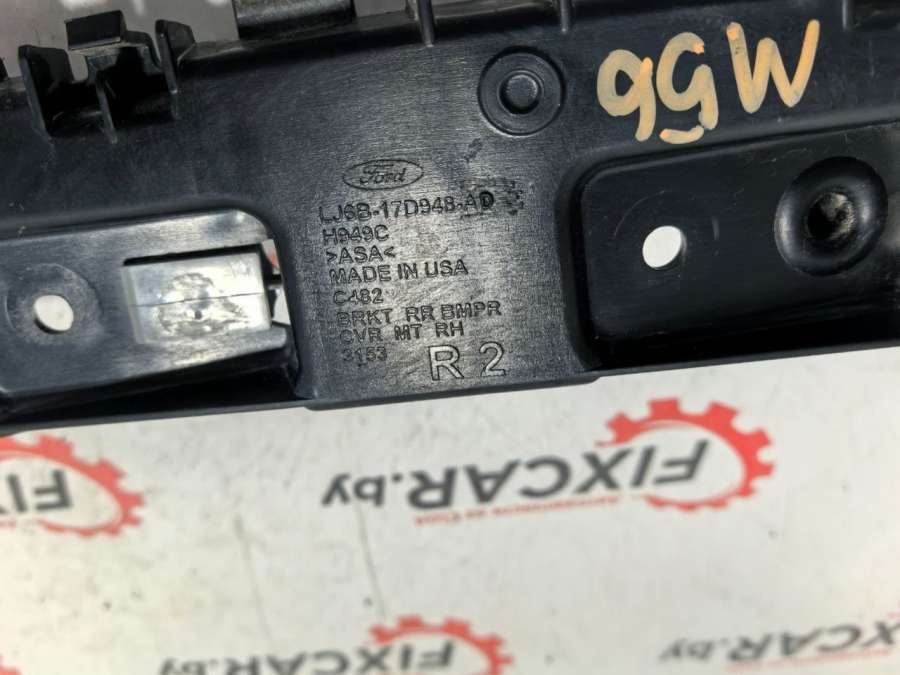 Ford
LJ6B-17D948-AD
H949C
>ASA<
MADE IN USA
C482
BRKT RR BMPR
CVR MT RH
3153
R 2
FIXCAR.by
FIXCAR.by
FIXCAR.by